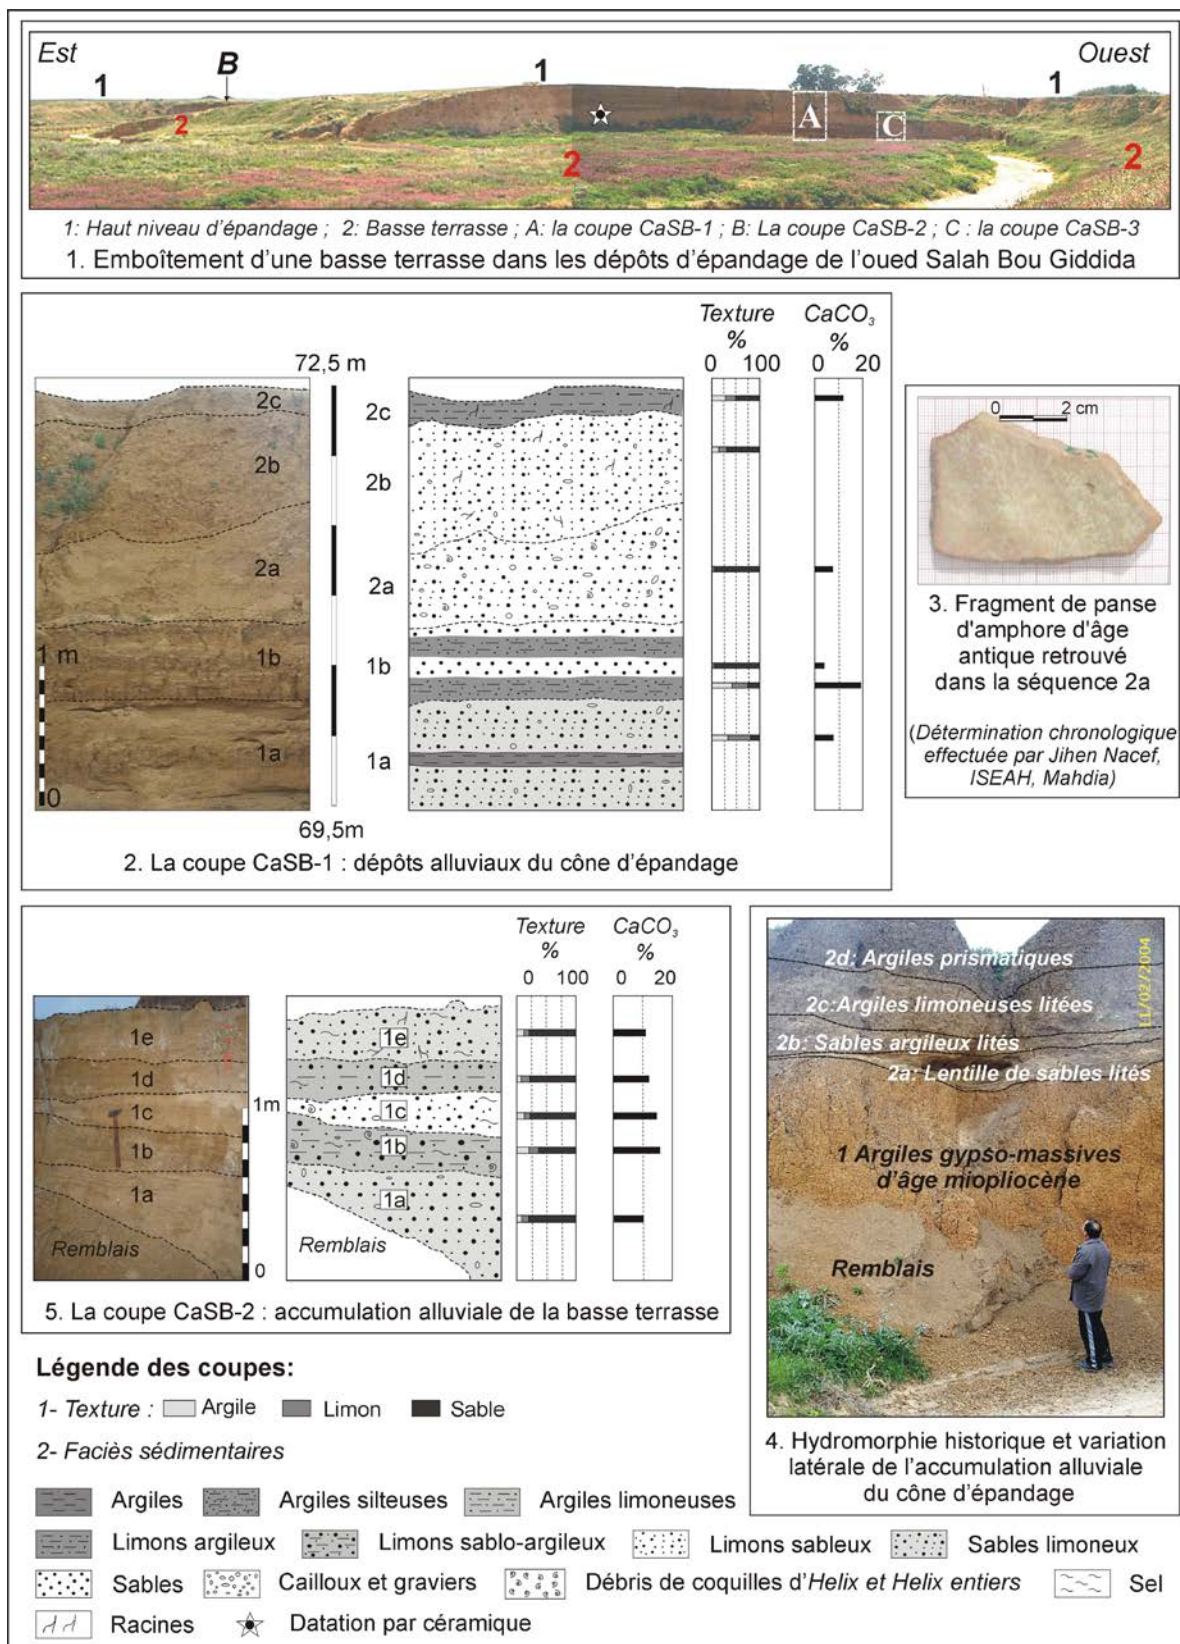 Est
Ouest
1
B
1
1
2
A
C
2
2
1: Haut niveau d'épandage ; 2: Basse terrasse ; A: la coupe CaSB-1 ; B: La coupe CaSB-2 ; C : la coupe CaSB-3
1. Emboîtement d'une basse terrasse dans les dépôts d'épandage de l'oued Salah Bou Giddida
Texture
%
0 100
CaCO3
%
0 20
72,5 m
2c
2b
2a
1b
1a
1 m
0
69,5m
2c
2b
2a
1b
1a
2. La coupe CaSB-1 : dépôts alluviaux du cône d'épandage
0 2 cm
3. Fragment de panse
d'amphore d'âge
antique retrouvé
dans la séquence 2a
(Détermination chronologique
effectuée par Jihen Nacef,
ISEAH, Mahdia)
Texture
%
0 100
CaCO3
%
0 20
1e
1d
1c
1b
1a
Remblais
1m
0
1e
1d
1c
1b
1a
Remblais
5. La coupe CaSB-2 : accumulation alluviale de la basse terrasse
11/02/2004
2d: Argiles prismatiques
2c:Argiles limoneuses litées
2b: Sables argileux lités
2a: Lentille de sables lités
1 Argiles gypso-massives
d'âge miopliocène
Remblais
4. Hydromorphie historique et variation
latérale de l'accumulation alluviale
du cône d'épandage
Légende des coupes:
1- Texture : Argile Limon Sable
2- Faciès sédimentaires
Argiles Argiles silteuses Argiles limoneuses
Limons argileux Limons sablo-argileux Limons sableux Sables limoneux
Sables Cailloux et graviers Débris de coquilles d'Helix et Helix entiers Sel
Racines Datation par céramique